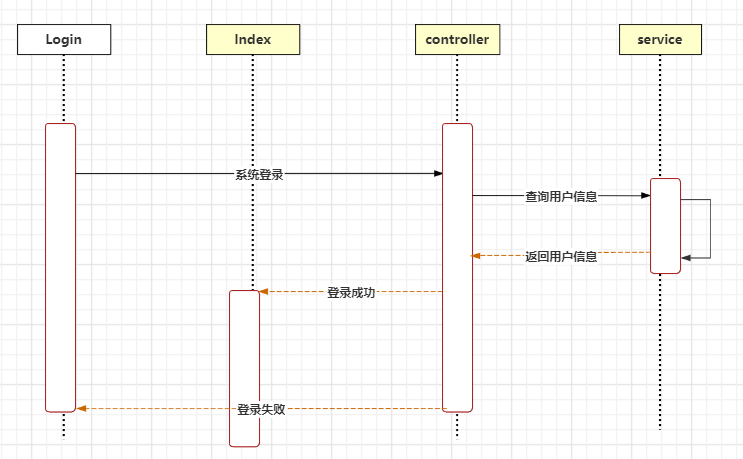 Login
Index
controller
service
系统登录
查询用户信息
返回用户信息
登录成功
登录失败